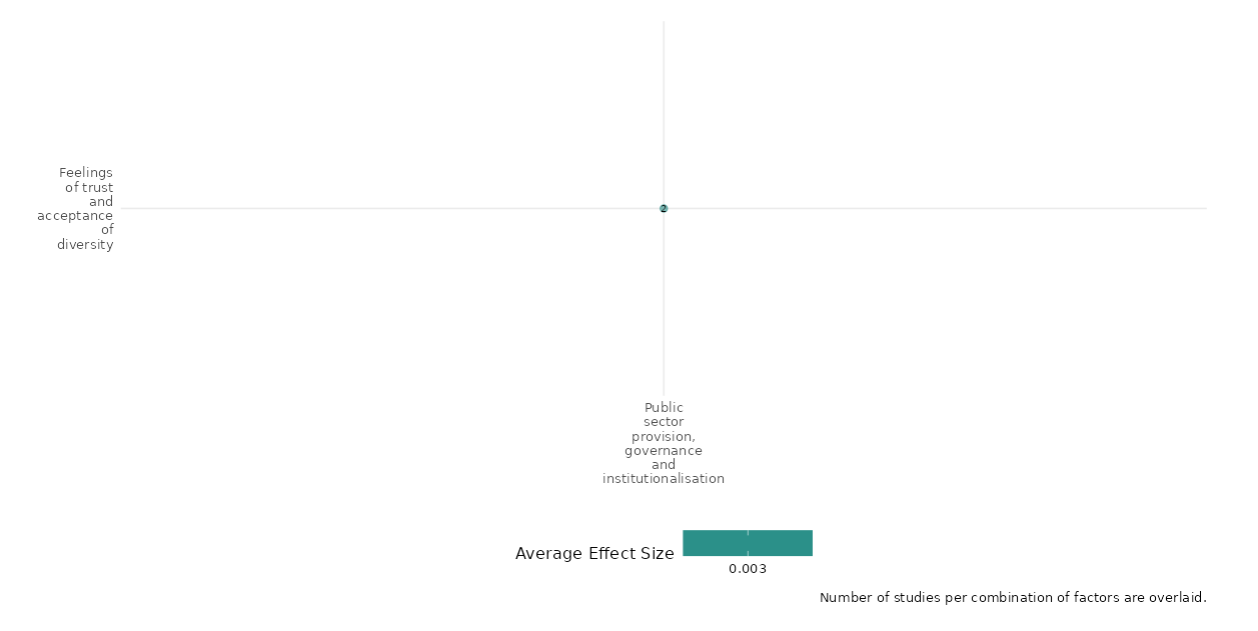 Feelings
of trust
and
acceptance
of
diversity
2
Public
sector
provision,
governance
and
institutionalisation
Average Effect Size
0.003
Number of studies per combination of factors are overlaid.